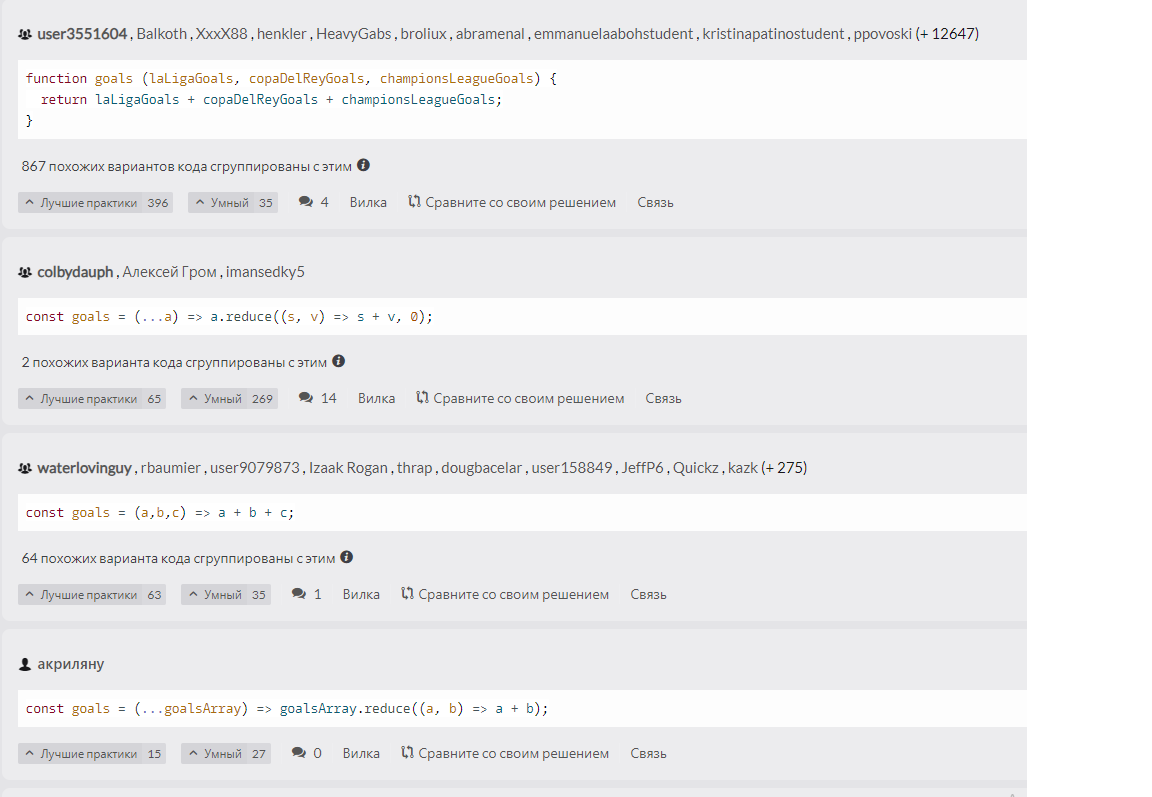 user3551604 , Balkoth , XxxX88 , henkler , HeavyGabs , broliux , abramenal , emmanuelaabohstudent , kristinapatinostudent , ppovoski (+ 12647)
function goals (laLigaGoals, copaDelReyGoals, championsLeagueGoals) {
  return laLigaGoals + copaDelReyGoals + championsLeagueGoals;
}
867 похожих вариантов кода сгруппированы с этим
Лучшие практики 396 Умный 35 4 Вилка Сравните со своим решением Связь
colbydauph , Алексей Гром , imansedky5
const goals = (...a) => a.reduce((s, v) => s + v, 0);
2 похожих варианта кода сгруппированы с этим
Лучшие практики 65 Умный 269 14 Вилка Сравните со своим решением Связь
waterlovinguy , rbaumier , user9079873 , Izaak Rogan , thrap , dougbacelar , user158849 , JeffP6 , Quickz , kazk (+ 275)
const goals = (a,b,c) => a + b + c;
64 похожих варианта кода сгруппированы с этим
Лучшие практики 63 Умный 35 1 Вилка Сравните со своим решением Связь
акриляну
const goals = (...goalsArray) => goalsArray.reduce((a, b) => a + b);
Лучшие практики 15 Умный 27 0 Вилка Сравните со своим решением Связь